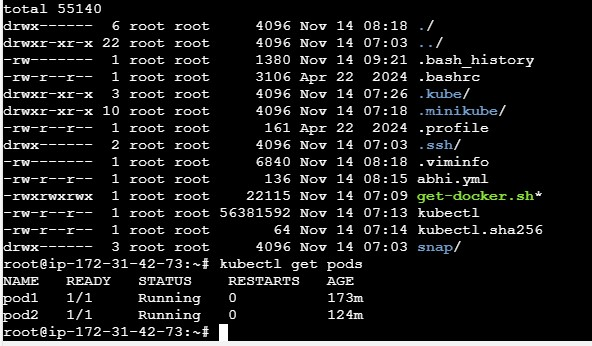 total 55140
drwx------  6 root root     4096 Nov 14 08:18 ./
drwxr-xr-x 22 root root     4096 Nov 14 07:03 ../
-rw-------  1 root root     1380 Nov 14 09:21 .bash_history
-rw-r--r--  1 root root     3106 Apr 22  2024 .bashrc
drwxr-xr-x  3 root root     4096 Nov 14 07:26 .kube/
drwxr-xr-x 10 root root     4096 Nov 14 07:18 .minikube/
-rw-r--r--  1 root root      161 Apr 22  2024 .profile
drwx------  2 root root     4096 Nov 14 07:03 .ssh/
-rw-------  1 root root     6840 Nov 14 08:18 .viminfo
-rw-r--r--  1 root root      136 Nov 14 08:15 abhi.yml
-rwxrwxrwx  1 root root    22115 Nov 14 07:09 get-docker.sh*
-rw-r--r--  1 root root 56381592 Nov 14 07:13 kubectl
-rw-r--r--  1 root root       64 Nov 14 07:14 kubectl.sha256
drwx------  3 root root     4096 Nov 14 07:03 snap/
root@ip-172-31-42-73:~# kubectl get pods
NAME   READY   STATUS    RESTARTS   AGE
pod1   1/1     Running   0          173m
pod2   1/1     Running   0          124m
root@ip-172-31-42-73:~#